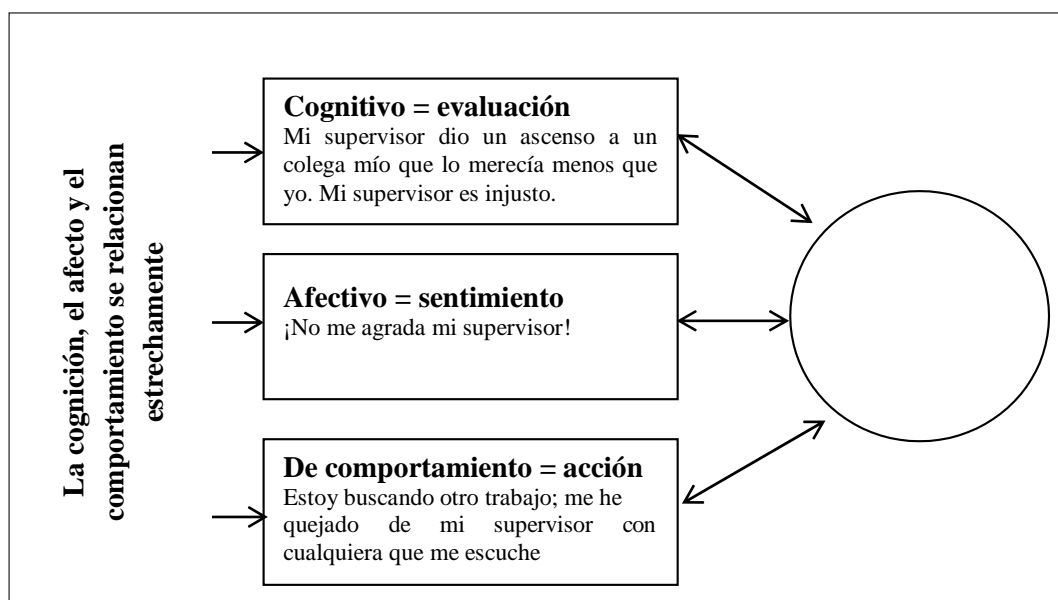 La cognición, el afecto y el
comportamiento se relacionan
estrechamente
Cognitivo = evaluación
Mi supervisor dio un ascenso a un
colega mío que lo merecía menos que
yo. Mi supervisor es injusto.
Afectivo = sentimiento
¡No me agrada mi supervisor!
De comportamiento = acción
Estoy buscando otro trabajo; me he
quejado de mi supervisor con
cualquiera que me escuche